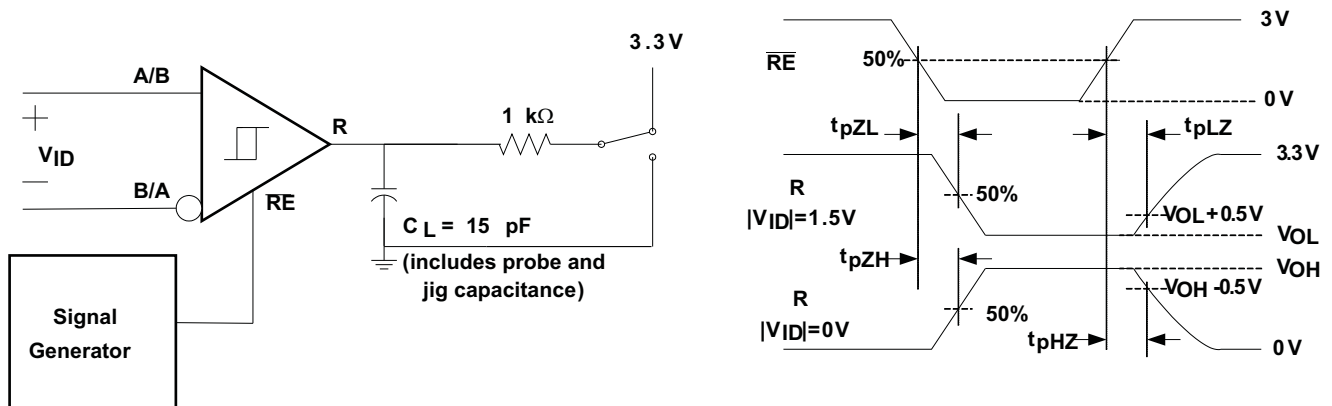 A/B
+
VID
−
B/A
RE
R
1 kΩ
3.3V
CL = 15 pF
(includes probe and
jig capacitance)
Signal
Generator
RE
50%
3V
0V
tpZL
tpLZ
3.3V
R
|VID|=1.5V
50%
VOL+0.5V
VOL
tpZH
VOH
R
|VID|=0V
50%
VOH-0.5V
tpHZ
0V